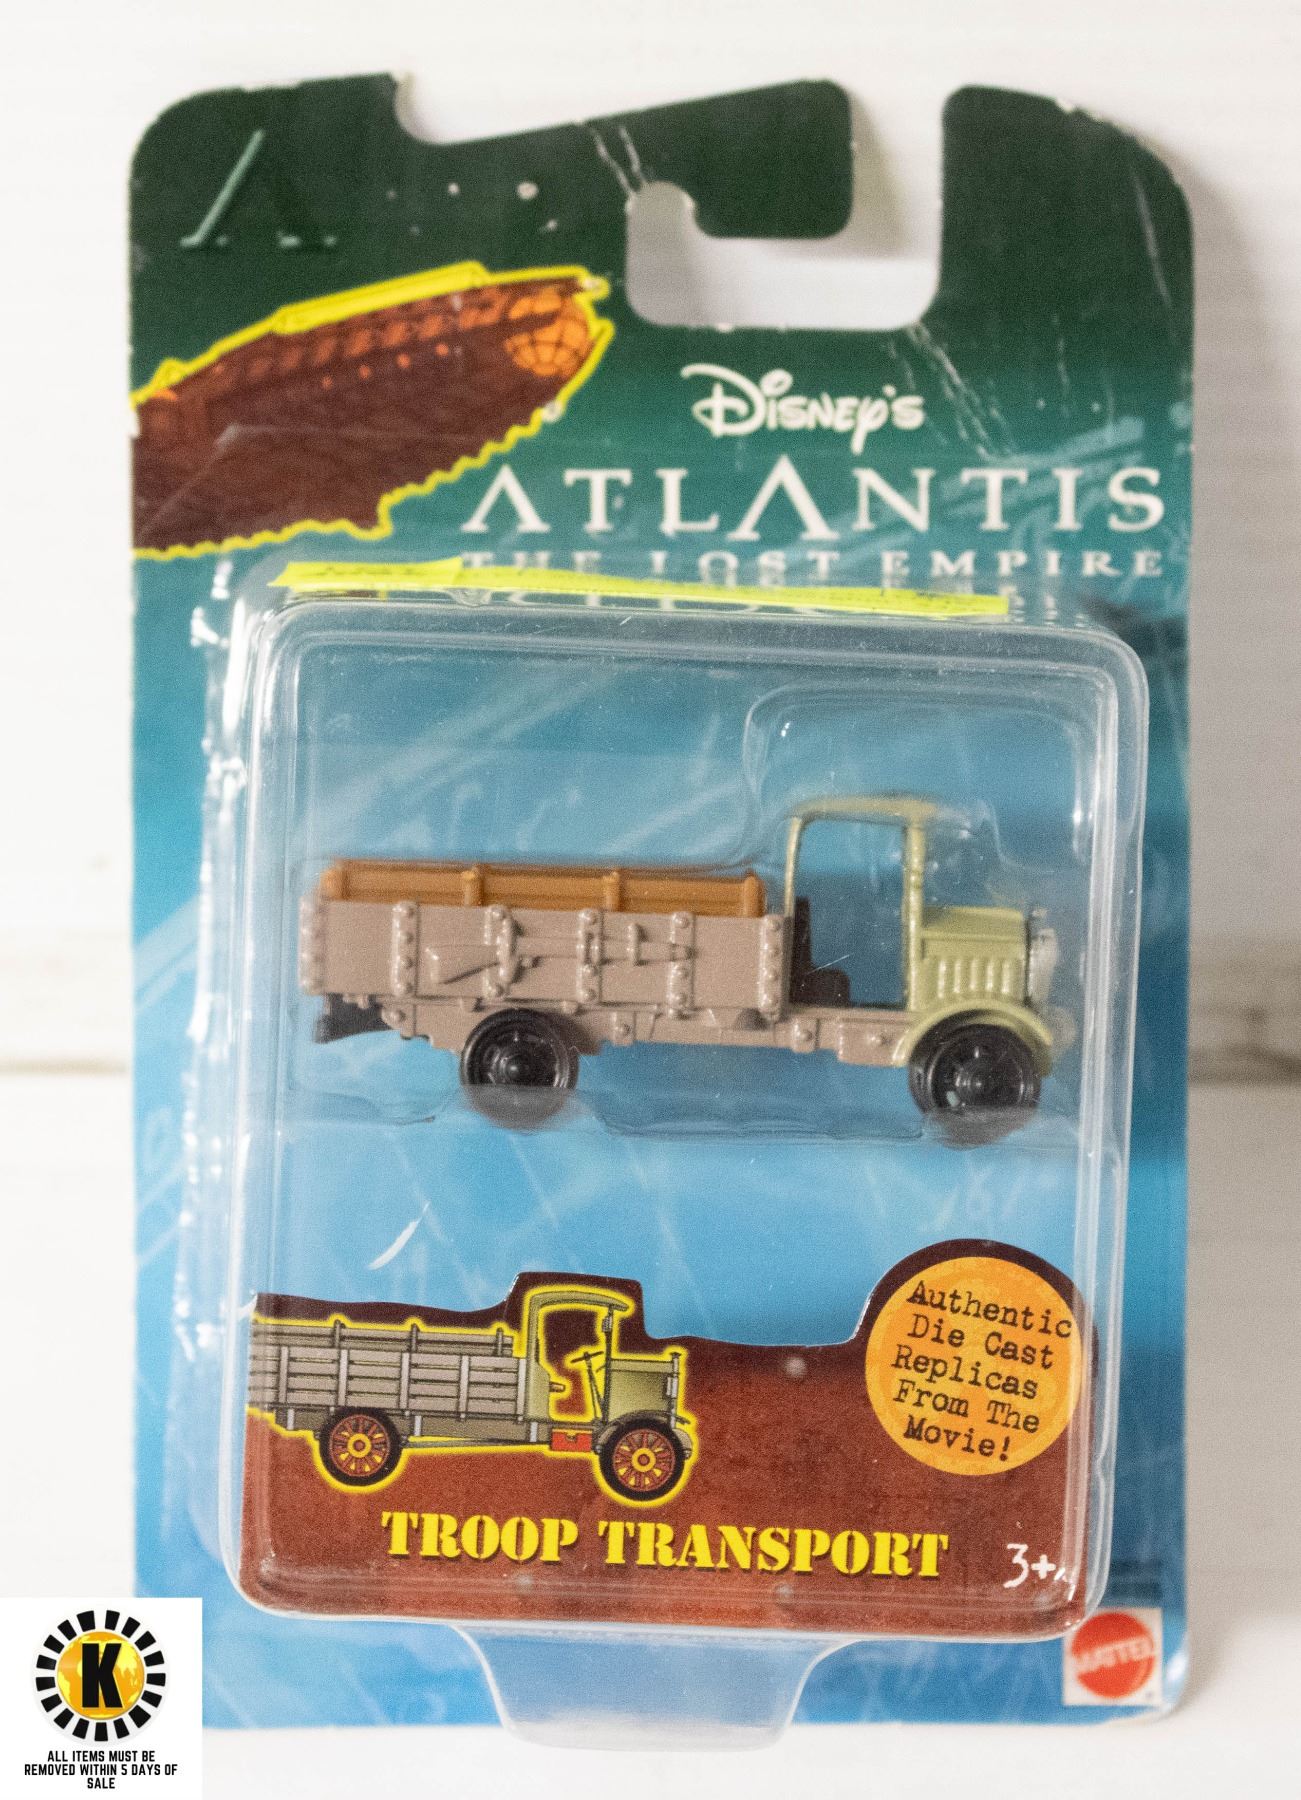 Disney's
ATLANTIS
THE LOST EMPIRE
Authentic
Die Cast
Replicas
From The
Movie!
TROOP TRANSPORT
3+
MATTEL
K
ALL ITEMS MUST BE
REMOVED WITHIN 5 DAYS OF
SALE